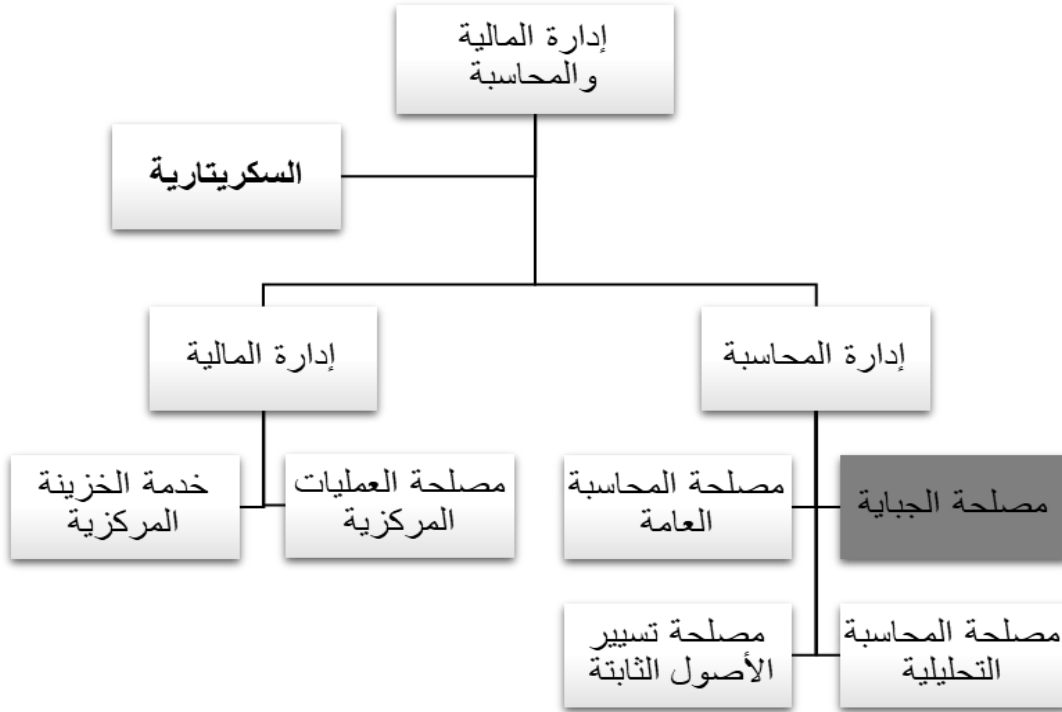 إدارة المالية
والمحاسبة
السكريتارية
إدارة المحاسبة
إدارة المالية
مصلحة الجباية
مصلحة المحاسبة
العامة
مصلحة العمليات
المركزية
خدمة الخزينة
المركزية
مصلحة المحاسبة
التحليلية
مصلحة تسيير
الأصول الثابتة